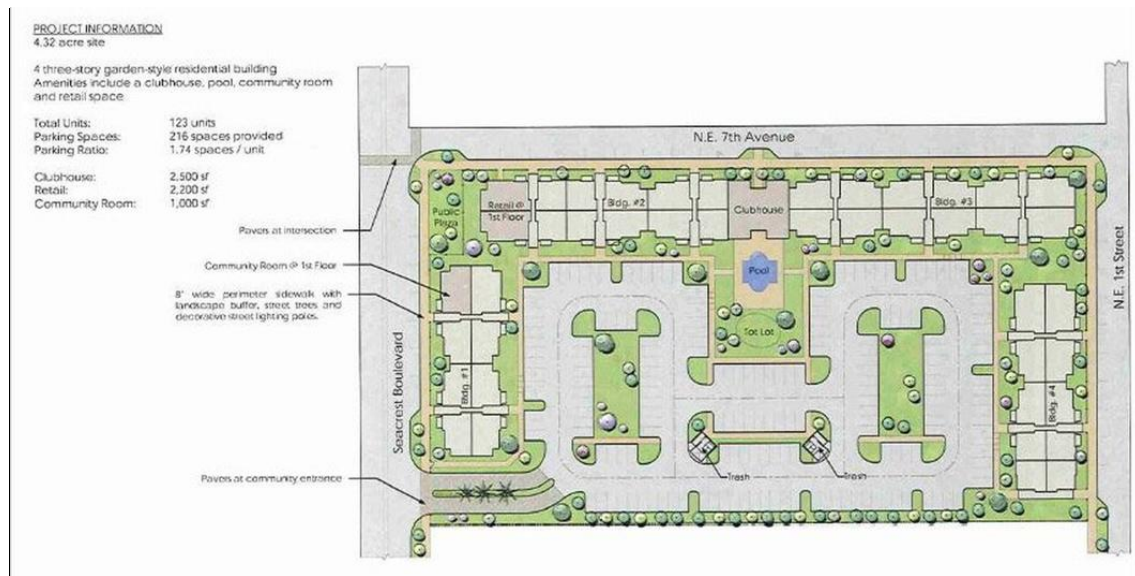 PROJECT INFORMATION
4.32 acre site
4 three-story garden-style residential building
Amenities include a clubhouse, pool, community room
and retail space
Total Units: 123 units
Parking Spaces: 216 spaces provided
Parking Ratio: 1.74 spaces / unit
Clubhouse: 2,500 sf
Retail: 2,200 sf
Community Room: 1,000 sf
Pavers at intersection
Community Room @ 1st Floor
8' wide perimeter sidewalk with
landscape buffer, street trees and
decorative street lighting poles.
Pavers at community entrance
N.E. 7th Avenue
Public
Plaza
Retail @
1st Floor
Bldg. #2
Clubhouse
Bldg. #3
Pool
Tot Lot
Seacrest Boulevard
Bldg. #1
Bldg. #4
N.E. 1st Street
Trash
Trash